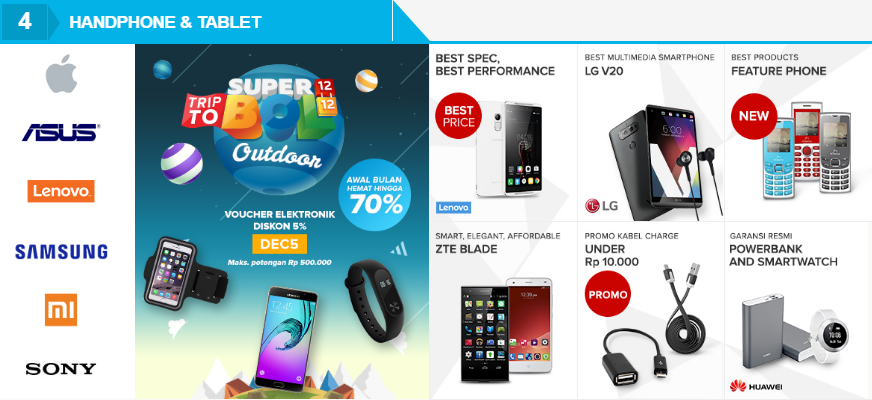 4
HANDPHONE & TABLET
ASUS
Lenovo
SAMSUNG
mi
SONY
SUPER
12
12
TRIP
TO
BOL
Outdoor
AWAL BULAN
HEMAT HINGGA
70%
VOUCHER ELEKTRONIK
DISKON 5%
DEC5
Maks. potongan Rp 500.000
BEST SPEC,
BEST PERFORMANCE
BEST
PRICE
Lenovo
BEST MULTIMEDIA SMARTPHONE
LG V20
6:00
LG
BEST PRODUCTS
FEATURE PHONE
NEW
SMART, ELEGANT, AFFORDABLE
ZTE BLADE
PROMO KABEL CHARGE
UNDER
Rp 10.000
PROMO
GARANSI RESMI
POWERBANK
AND SMARTWATCH
HUAWEI